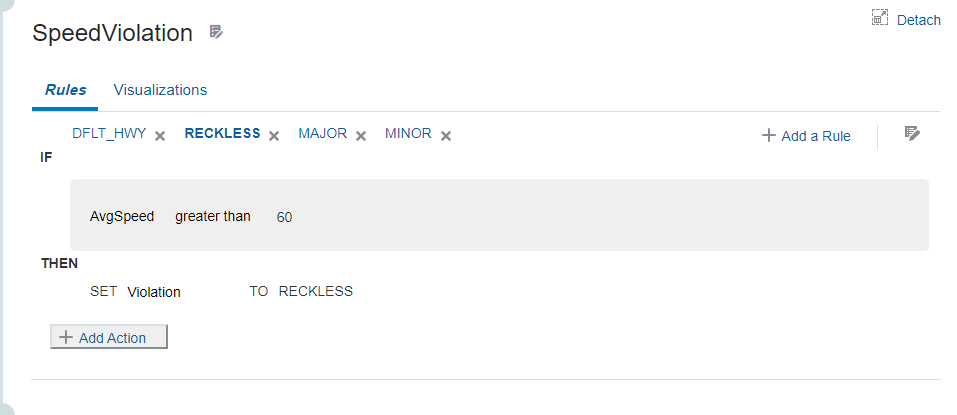 SpeedViolation
Detach
Rules Visualizations
DFLT_HWY RECKLESS MAJOR MINOR Add a Rule
IF
AvgSpeed greater than 60
THEN
SET Violation TO RECKLESS
Add Action